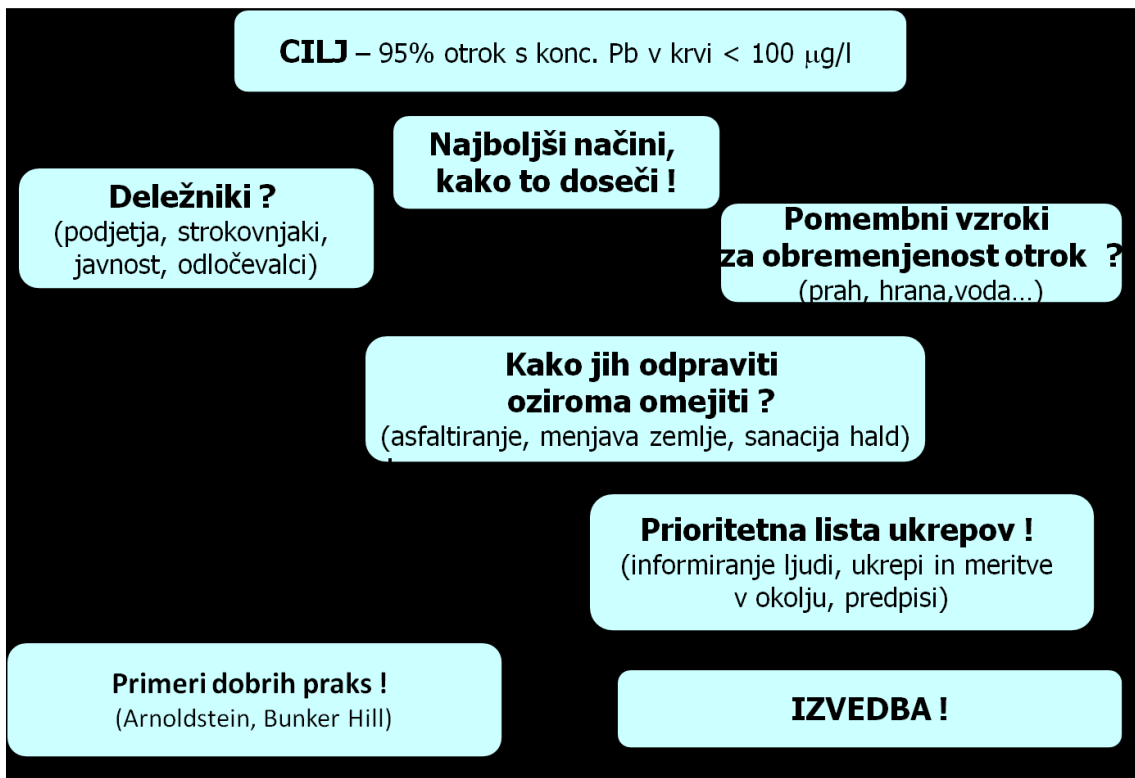 CILJ – 95% otrok s konc. Pb v krvi < 100 μg/l
Najboljši načini,
kako to doseči !
Deležniki ?
(podjetja, strokovnjaki,
javnost, odločevalci)
Pomembni vzroki
za obremenjenost otrok ?
(prah, hrana,voda...)
Kako jih odpraviti
oziroma omejiti ?
(asfaltiranje, menjava zemlje, sanacija hald)
Prioritetna lista ukrepov !
(informiranje ljudi, ukrepi in meritve
v okolju, predpisi)
Primeri dobrih praks !
(Arnoldstein, Bunker Hill)
IZVEDBA !